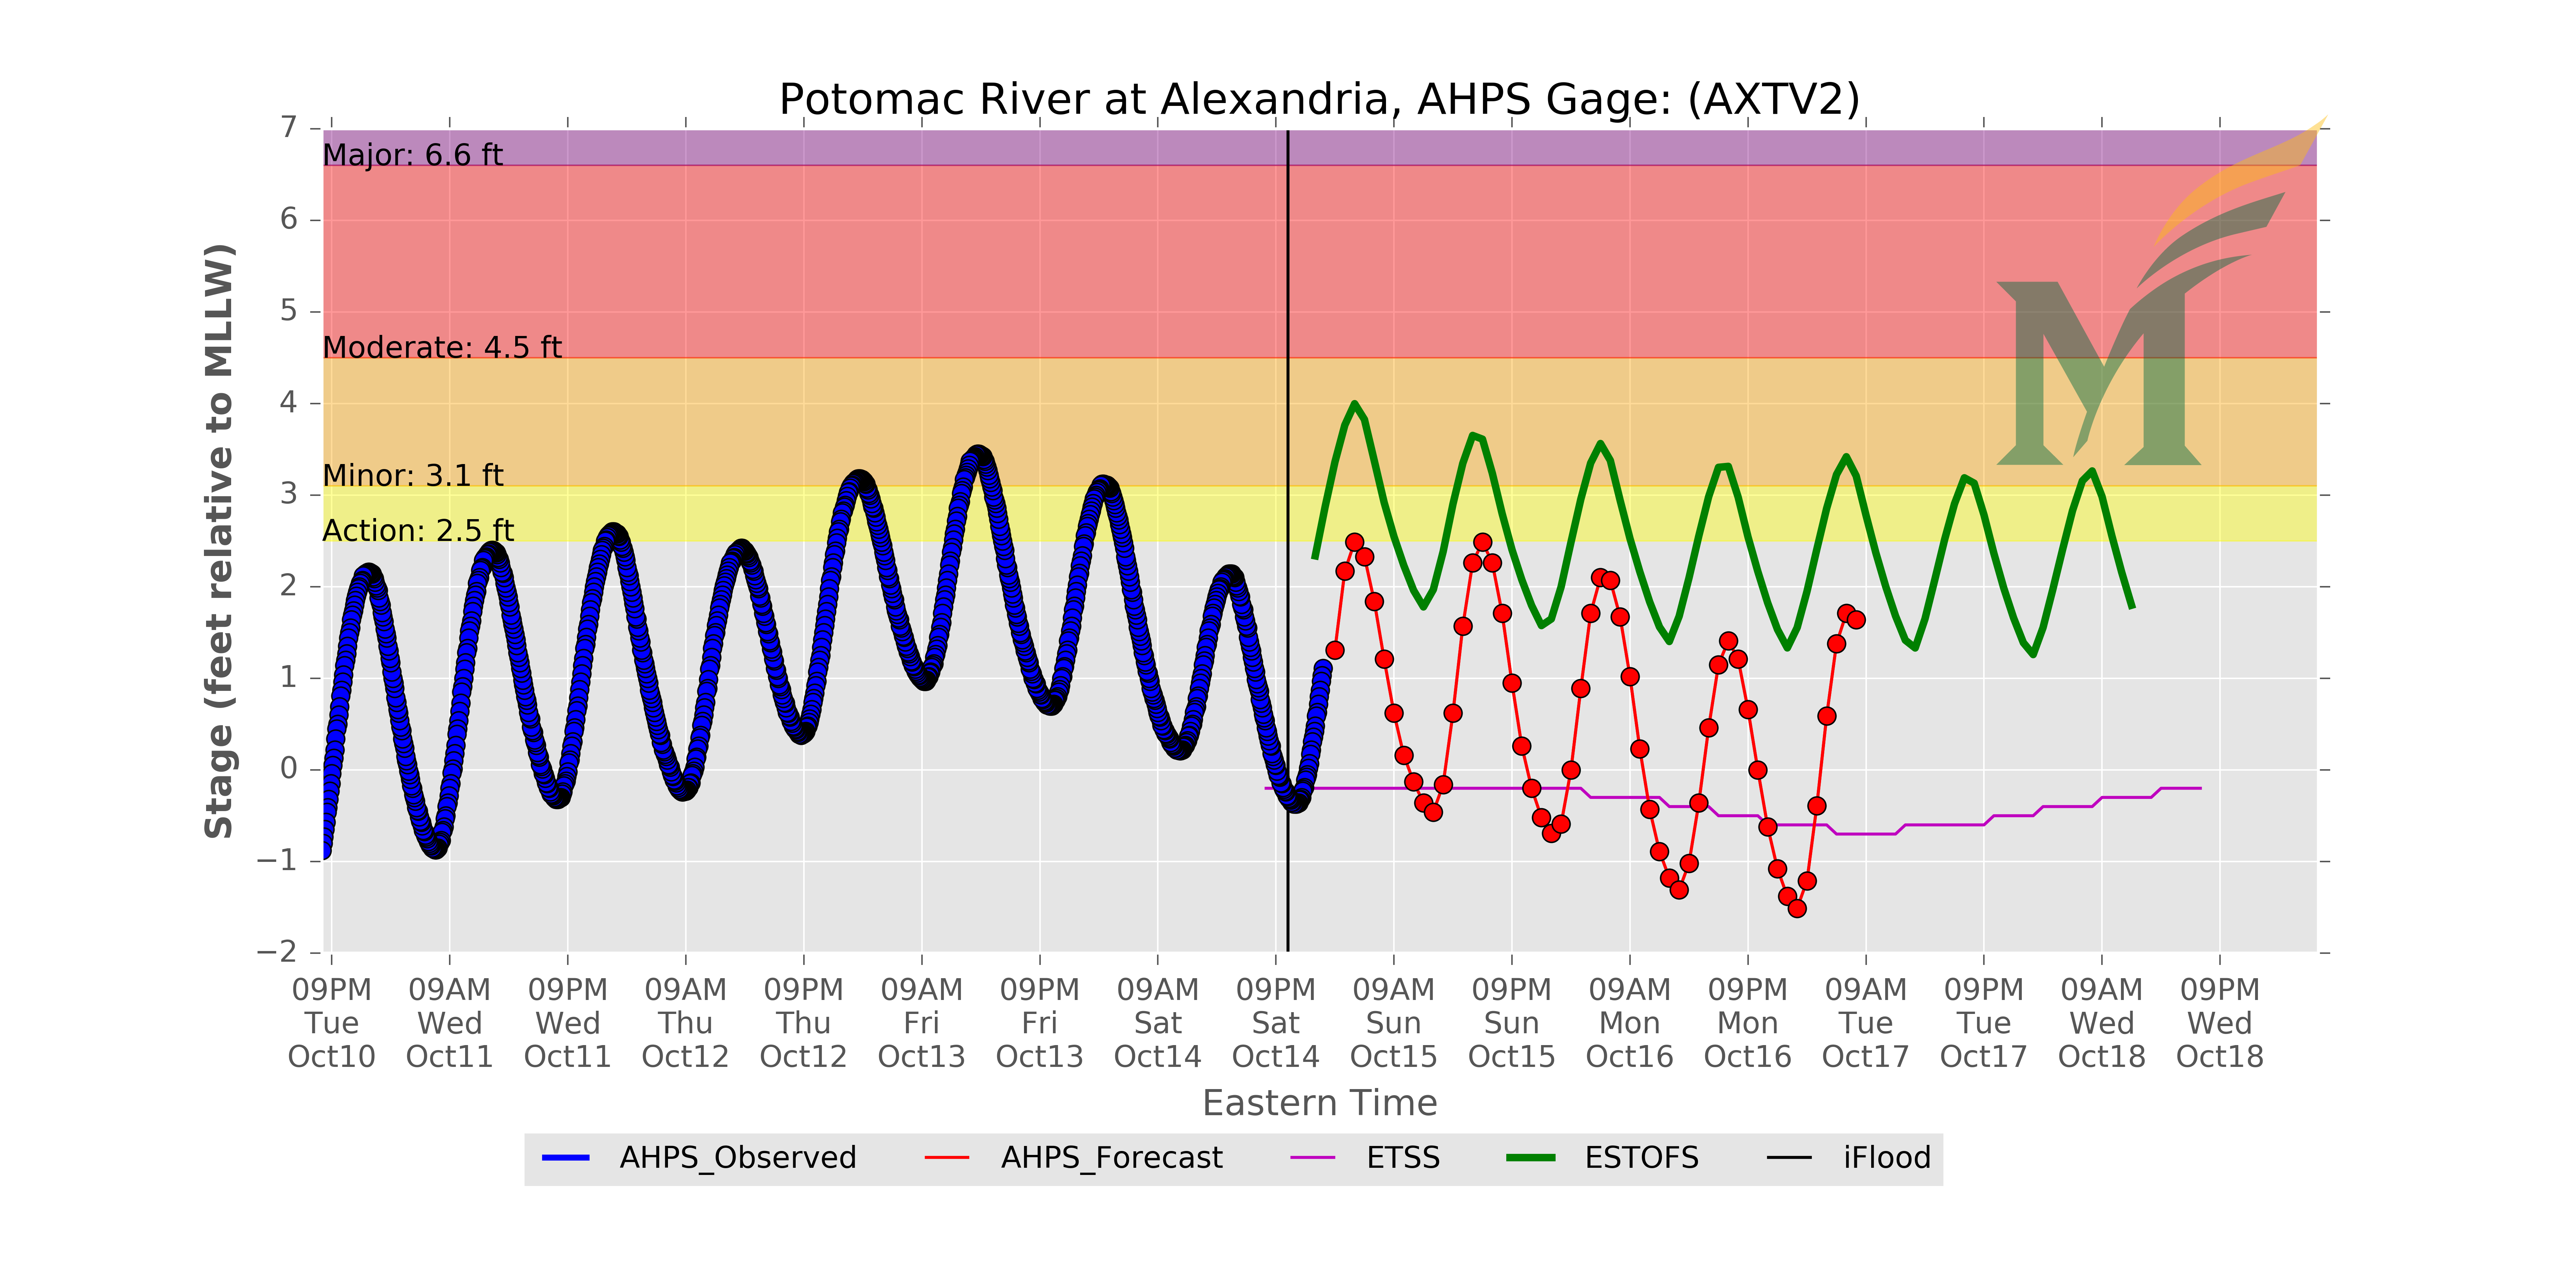 Potomac River at Alexandria, AHPS Gage: (AXTV2)
7
6
5
4
3
2
1
0
−1
−2
Stage (feet relative to MLLW)
Major: 6.6 ft
Moderate: 4.5 ft
Minor: 3.1 ft
Action: 2.5 ft
M
09PM 09AM 09PM 09AM 09PM 09AM 09PM 09AM 09PM 09AM 09PM 09AM 09PM 09AM 09PM 09AM 09PM
Tue Wed Wed Thu Thu Fri Fri Sat Sat Sun Sun Mon Mon Tue Tue Wed Wed
Oct10 Oct11 Oct11 Oct12 Oct12 Oct13 Oct13 Oct14 Oct14 Oct15 Oct15 Oct16 Oct16 Oct17 Oct17 Oct18 Oct18
Eastern Time
AHPS_Observed AHPS_Forecast ETSS ESTOFS iFlood